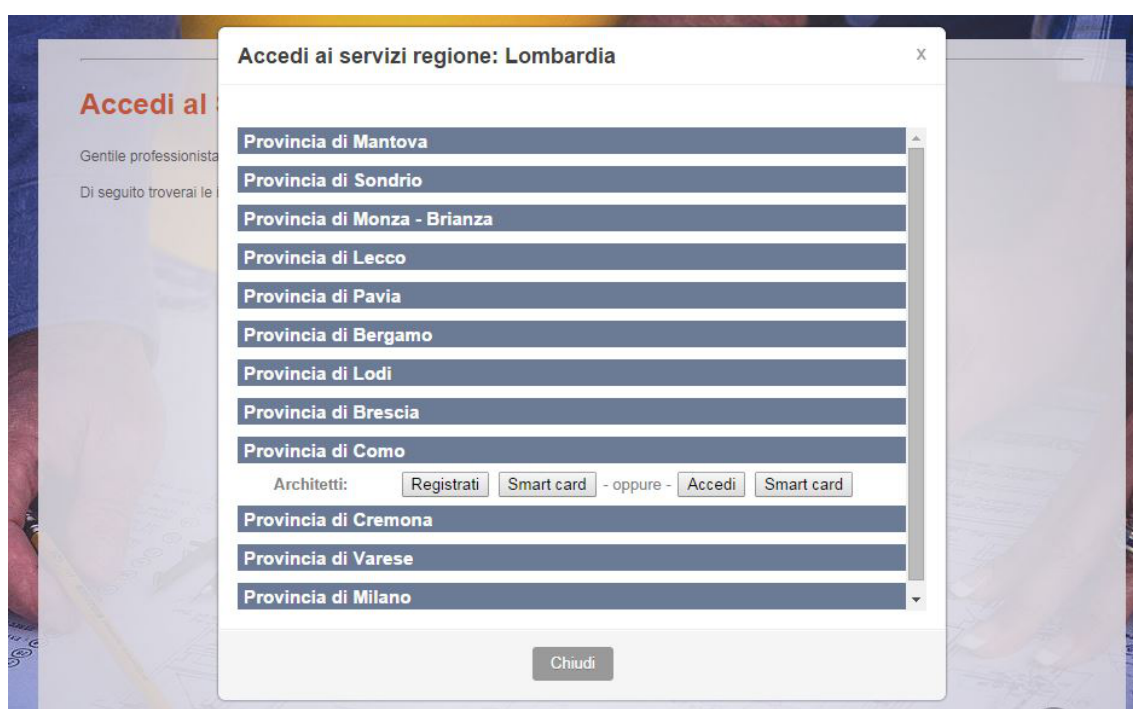 Accedi ai servizi regione: Lombardia x
Accedi al
Gentile professionista
Di seguito troverai le
Provincia di Mantova
Provincia di Sondrio
Provincia di Monza - Brianza
Provincia di Lecco
Provincia di Pavia
Provincia di Bergamo
Provincia di Lodi
Provincia di Brescia
Provincia di Como
Architetti: Registrati Smart card - oppure - Accedi Smart card
Provincia di Cremona
Provincia di Varese
Provincia di Milano
Chiudi